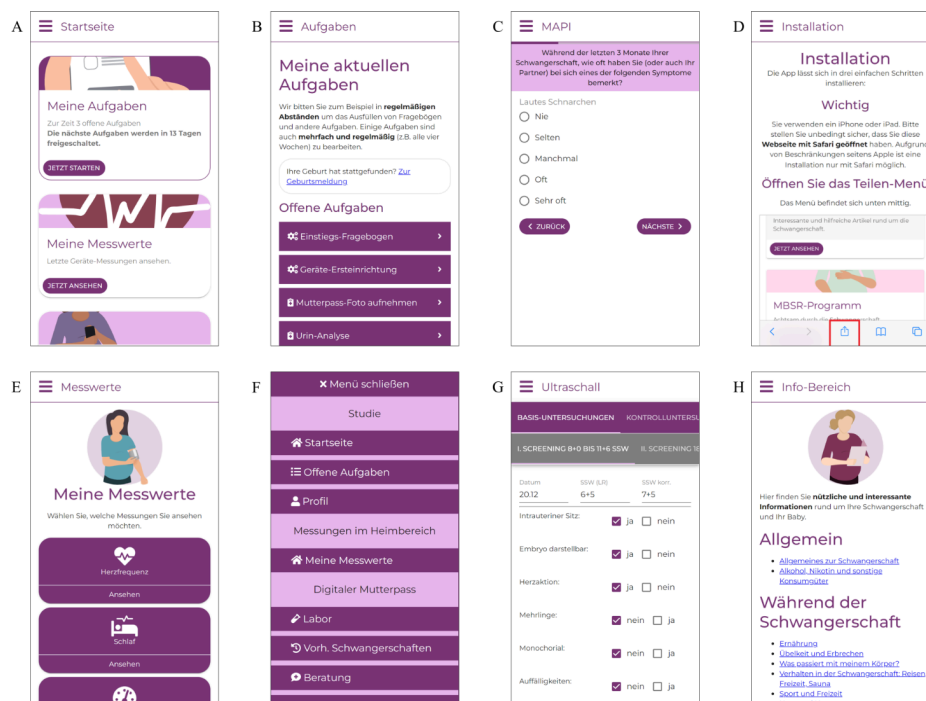 A
Startseite
Meine Aufgaben
Zur Zeit 3 offene Aufgaben
Die nächste Aufgaben werden in 13 Tagen
freigeschaltet.
JETZT STARTEN
Meine Messwerte
Letzte Geräte-Messungen ansehen.
JETZT ANSEHEN
B
Aufgaben
Meine aktuellen
Aufgaben
Wir bitten Sie zum Beispiel in regelmäßigen
Abständen um das Ausfüllen von Fragebögen
und andere Aufgaben. Einige Aufgaben sind
auch mehrfach und regelmäßig (z.B. alle vier
Wochen) zu bearbeiten.
Ihre Geburt hat stattgefunden? Zur
Geburtsmeldung
Offene Aufgaben
Einstiegs-Fragebogen
Geräte-Ersteinrichtung
Mutterpass-Foto aufnehmen
Urin-Analyse
C
MAPI
Während der letzten 3 Monate Ihrer
Schwangerschaft, wie oft haben Sie (oder auch Ihr
Partner) bei sich eines der folgenden Symptome
bemerkt?
Lautes Schnarchen
Nie
Selten
Manchmal
Oft
Sehr oft
ZURÜCK
NÄCHSTE
D
Installation
Installation
Die App lässt sich in drei einfachen Schritten
installieren:
Wichtig
Sie verwenden ein iPhone oder iPad. Bitte
stellen Sie unbedingt sicher, dass Sie diese
Webseite mit Safari geöffnet haben. Aufgrund
von Beschränkungen seitens Apple ist eine
Installation nur mit Safari möglich.
Öffnen Sie das Teilen-Menü
Das Menü befindet sich unten mittig.
Interessante und hilfreiche Artikel rund um die
Schwangerschaft.
JETZT ANSEHEN
MBSR-Programm
E
Messwerte
Meine Messwerte
Wählen Sie, welche Messungen Sie ansehen
möchten.
Herzfrequenz
Ansehen
Schlaf
Ansehen
F
Menü schließen
Studie
Startseite
Offene Aufgaben
Profil
Messungen im Heimbereich
Meine Messwerte
Digitaler Mutterpass
Labor
Vorh. Schwangerschaften
Beratung
G
Ultraschall
BASIS-UNTERSUCHUNGEN KONTROLLUNTERSU
I. SCREENING 8+0 BIS 11+6 SSW II. SCREENING
Datum SSW (LR) SSW korr.
20.12 6+5 7+5
Intrauteriner Sitz: ja nein
Embryo darstellbar: ja nein
Herzaktion: ja nein
Mehrlinge: nein ja
Monochorial: nein ja
Auffälligkeiten: nein ja
H
Info-Bereich
Hier finden Sie nützliche und interessante
Informationen rund um Ihre Schwangerschaft
und Ihr Baby.
Allgemein
Allgemeines zur Schwangerschaft
Alkohol, Nikotin und sonstige
Konsumgüter
Während der
Schwangerschaft
Ernährung
Übelkeit und Erbrechen
Was passiert mit meinem Körper?
Verhalten in der Schwangerschaft: Reisen,
Freizeit, Sauna
Sport und Freizeit